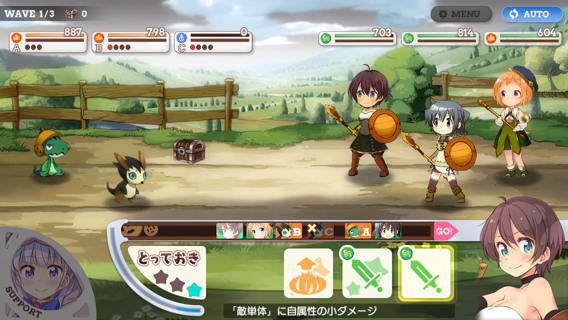 WAVE 1/3 0
MENU
AUTO
887
A
798
B
0
C
703
814
604
B
C
A
GO!
とっておき
SUPPORT
「敵単体」に自属性の小ダメージ